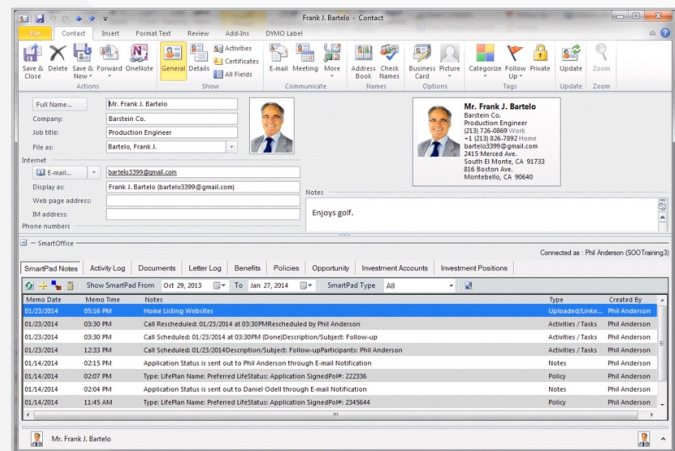 Frank J. Bartelo - Contact
File Contact Insert Format Text Review Add-Ins DYMO Label
Save & Close Delete Save & New Forward OneNote General Details Activities Certificates All Fields E-mail Meeting More Address Book Check Names Business Card Picture Categorize Follow Up Private Update Zoom
Actions Show Communicate Names Options Tags Update Zoom
Full Name... Mr. Frank J. Bartelo
Company: Barstein Co.
Job title: Production Engineer
File as: Bartelo, Frank J.
Internet
E-mail... bartelo3399@gmail.com
Display as: Frank J. Bartelo (bartelo3399@gmail.com)
Web page address:
IM address:
Phone numbers
Mr. Frank J. Bartelo
Barstein Co.
Production Engineer
(213) 726-0869 Work
+1 (213) 826-7892 Home
bartelo3399@gmail.com
2415 Merced Ave.
South El Monte, CA 91733
816 Boston Ave.
Montebello, CA 90640
Notes
Enjoys golf.
SmartOffice
Connected as : Phil Anderson (SOOTraining3)
SmartPad Notes Activity Log Documents Letter Log Benefits Policies Opportunity Investment Accounts Investment Positions
Show SmartPad From Oct 29, 2013 To Jan 27, 2014 SmartPad Type All
Memo Date Memo Time Notes Type Created By
01/23/2014 05:16 PM Home Listing Websites Uploaded/Linke... Phil Anderson
01/23/2014 03:30 PM Call Rescheduled: 01/23/2014 at 03:30PMRescheduled by Phil Anderson Activities / Tasks Phil Anderson
01/23/2014 03:30 PM Call Scheduled: 01/23/2014 at 03:30PM (Done)Description/Subject: Follow-up Activities / Tasks Phil Anderson
01/23/2014 12:33 PM Call Scheduled: 01/23/2014Description/Subject: Follow-upParticipants: Phil Anderson Activities / Tasks Phil Anderson
01/14/2014 02:15 PM Application Status is sent out to Phil Anderson through E-mail Notification Notes Phil Anderson
01/14/2014 02:07 PM Type: LifePlan Name: Preferred LifeStatus: Application SignedPol#: 222336 Policy Phil Anderson
01/14/2014 02:04 PM Application Status is sent out to Daniel Odell through E-mail Notification Notes Phil Anderson
01/14/2014 11:45 AM Type: LifePlan Name: Preferred LifeStatus: Application SignedPol#: 2345644 Policy Phil Anderson
Mr. Frank J. Bartelo